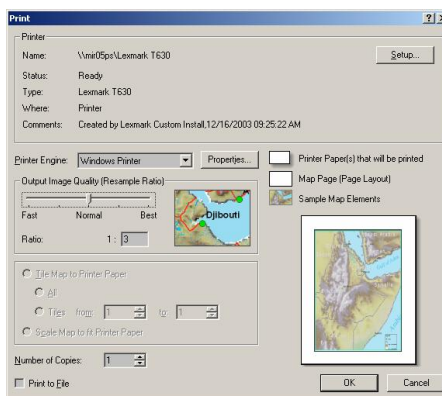 Print
Printer
Name: \\mir05ps\Lexmark T630
Setup...
Status: Ready
Type: Lexmark T630
Where: Printer
Comments: Created by Lexmark Custom Install,12/16/2003 09:25:22 AM
Printer Engine: Windows Printer Properties...
Printer Paper(s) that will be printed
Map Page (Page Layout)
Sample Map Elements
Output Image Quality (Resample Ratio)
Fast Normal Best
Ratio: 1 : 3
Djibouti
Tile Map to Printer Paper
All
Tiles from: 1 to: 1
Scale Map to fit Printer Paper
Number of Copies: 1
Print to File
OK Cancel